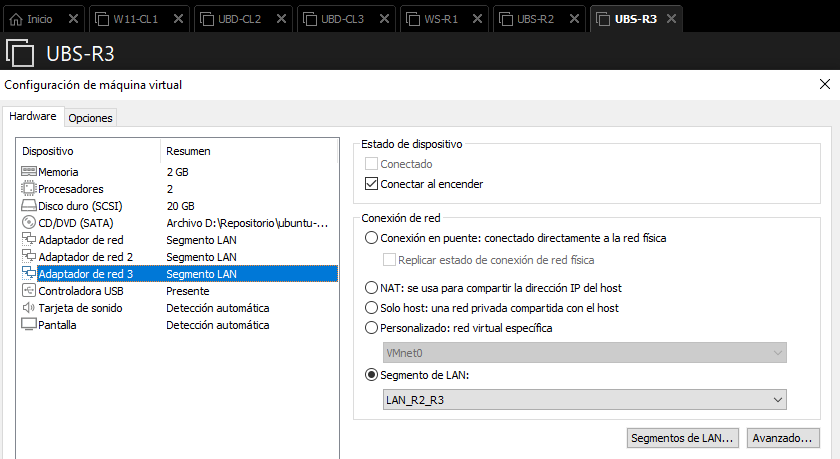 Inicio W11-CL1 UBD-CL2 UBD-CL3 WS-R1 UBS-R2 UBS-R3
UBS-R3
Configuración de máquina virtual
Hardware Opciones
Dispositivo Resumen
Memoria 2 GB
Procesadores 2
Disco duro (SCSI) 20 GB
CD/DVD (SATA) Archivo D:\Repositorio\ubuntu-...
Adaptador de red Segmento LAN
Adaptador de red 2 Segmento LAN
Adaptador de red 3 Segmento LAN
Controladora USB Presente
Tarjeta de sonido Detección automática
Pantalla Detección automática
Estado de dispositivo
Conectado
Conectar al encender
Conexión de red
Conexión en puente: conectado directamente a la red física
Replicar estado de conexión de red física
NAT: se usa para compartir la dirección IP del host
Solo host: una red privada compartida con el host
Personalizado: red virtual específica
VMnet0
Segmento de LAN:
LAN_R2_R3
Segmentos de LAN... Avanzado...